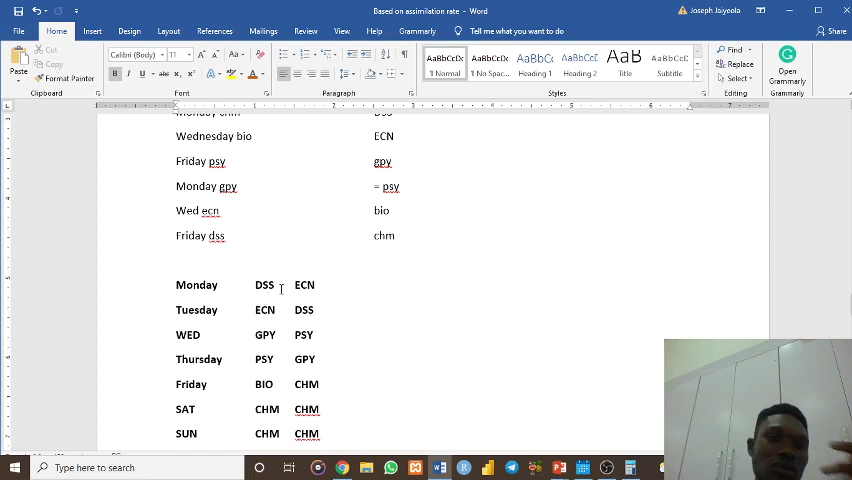 Based on assimilation rate - Word
Joseph Jaiyeola
File Home Insert Draw Design Layout References Mailings Review View Help Grammarly Tell me what you want to do Share
Paste
Cut
Copy
Format Painter
Clipboard
Calibri (Body) 11
Font
Paragraph
AaBbCcDc AaBbCcDc AaBbCc AaBbCcD AaB AaBbCcD
¶ Normal ¶ No Spac... Heading 1 Heading 2 Title Subtitle
Styles
Find
Replace
Select
Editing
Open Grammarly
Grammarly
Monday chm DSS
Wednesday bio ECN
Friday psy gpy
Monday gpy = psy
Wed ecn bio
Friday dss chm
Monday DSS ECN
Tuesday ECN DSS
WED GPY PSY
Thursday PSY GPY
Friday BIO CHM
SAT CHM CHM
SUN CHM CHM
Type here to search